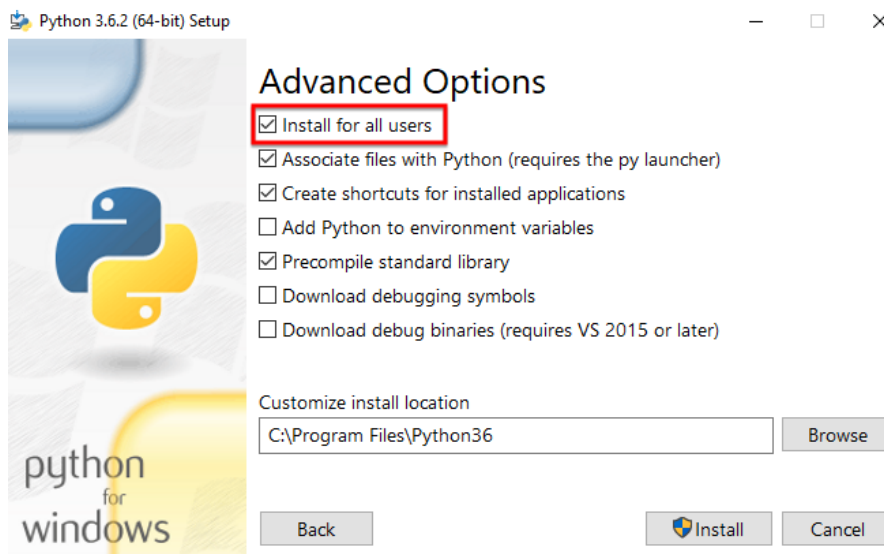 Python 3.6.2 (64-bit) Setup
Advanced Options
Install for all users
Associate files with Python (requires the py launcher)
Create shortcuts for installed applications
Add Python to environment variables
Precompile standard library
Download debugging symbols
Download debug binaries (requires VS 2015 or later)
Customize install location
C:\Program Files\Python36
Browse
python
for
windows
Back
Install
Cancel